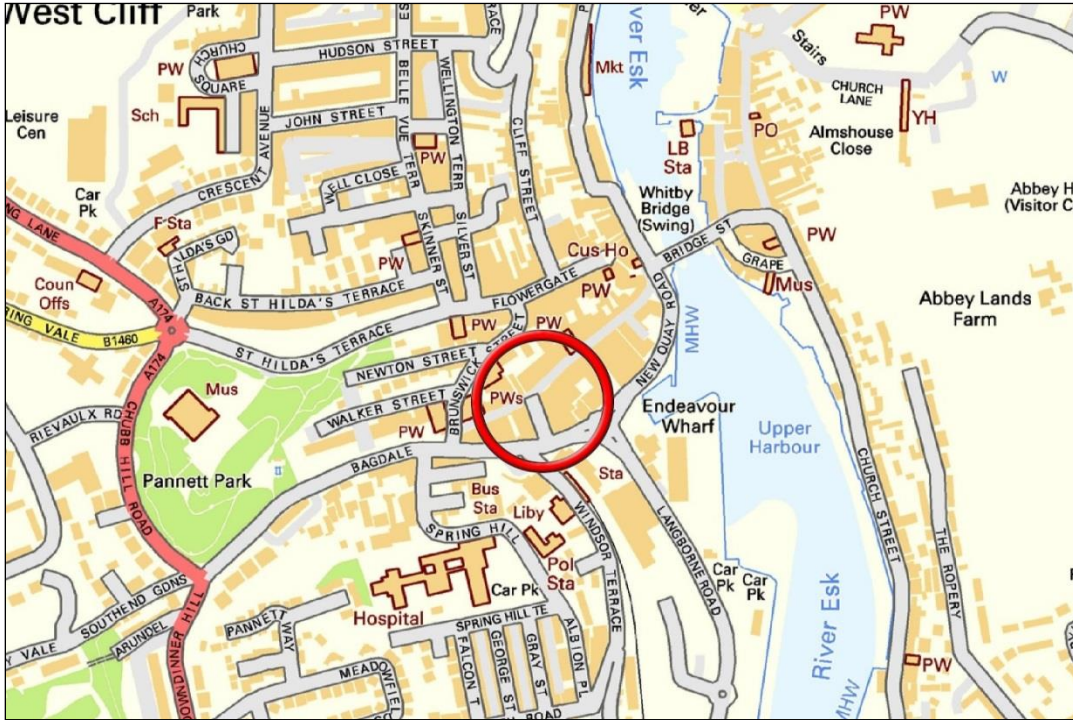 West Cliff
Park
HUDSON STREET
CHURCH
SQUARE
PW
Sch
JOHN STREET
CRESCENT AVENUE
BELLE VUE TERR
WELLINGTON TERR
WELL CLOSE
PW
CLIFF STREET
TERRACE
Mkt
River Esk
PW
Stairs
CHURCH
LANE
W
YH
PO
Almshouse
Close
LB
Sta
Whitby
Bridge
(Swing)
BRIDGE ST
PW
GRAPE
Mus
Abbey H
(Visitor C
Abbey Lands
Farm
Leisure
Cen
Car
Pk
F Sta
ST HILDA'S GD
Coun
Offs
A174
B1460
A174
BACK ST HILDA'S TERRACE
ST HILDA'S TERRACE
SKINNER ST
SILVER ST
PW
FLOWERGATE
Cus Ho
PW
PW
PW
NEWTON STREET
BRUNSWICK STREET
WALKER STREET
PWs
PW
BAGDALE
NEW QUAY ROAD
MHW
Endeavour
Wharf
Upper
Harbour
Mus
Pannett Park
RIEVAULX RD
CHUBB HILL ROAD
Bus
Sta
Liby
Sta
SPRING HILL
Pol
Sta
Car Pk
Hospital
WINDSOR TERRACE
LANGBORNE ROAD
Car
Pk
Car
Pk
CHURCH STREET
THE ROPERY
River Esk
MHW
PW
SOUTHEND GDNS
ARUNDEL
DOWNDINNER HILL
PANNETT WAY
SPRING HILL TE
FALCON T
GEORGE ST
GRAY ST
ALBION PL
ROAD